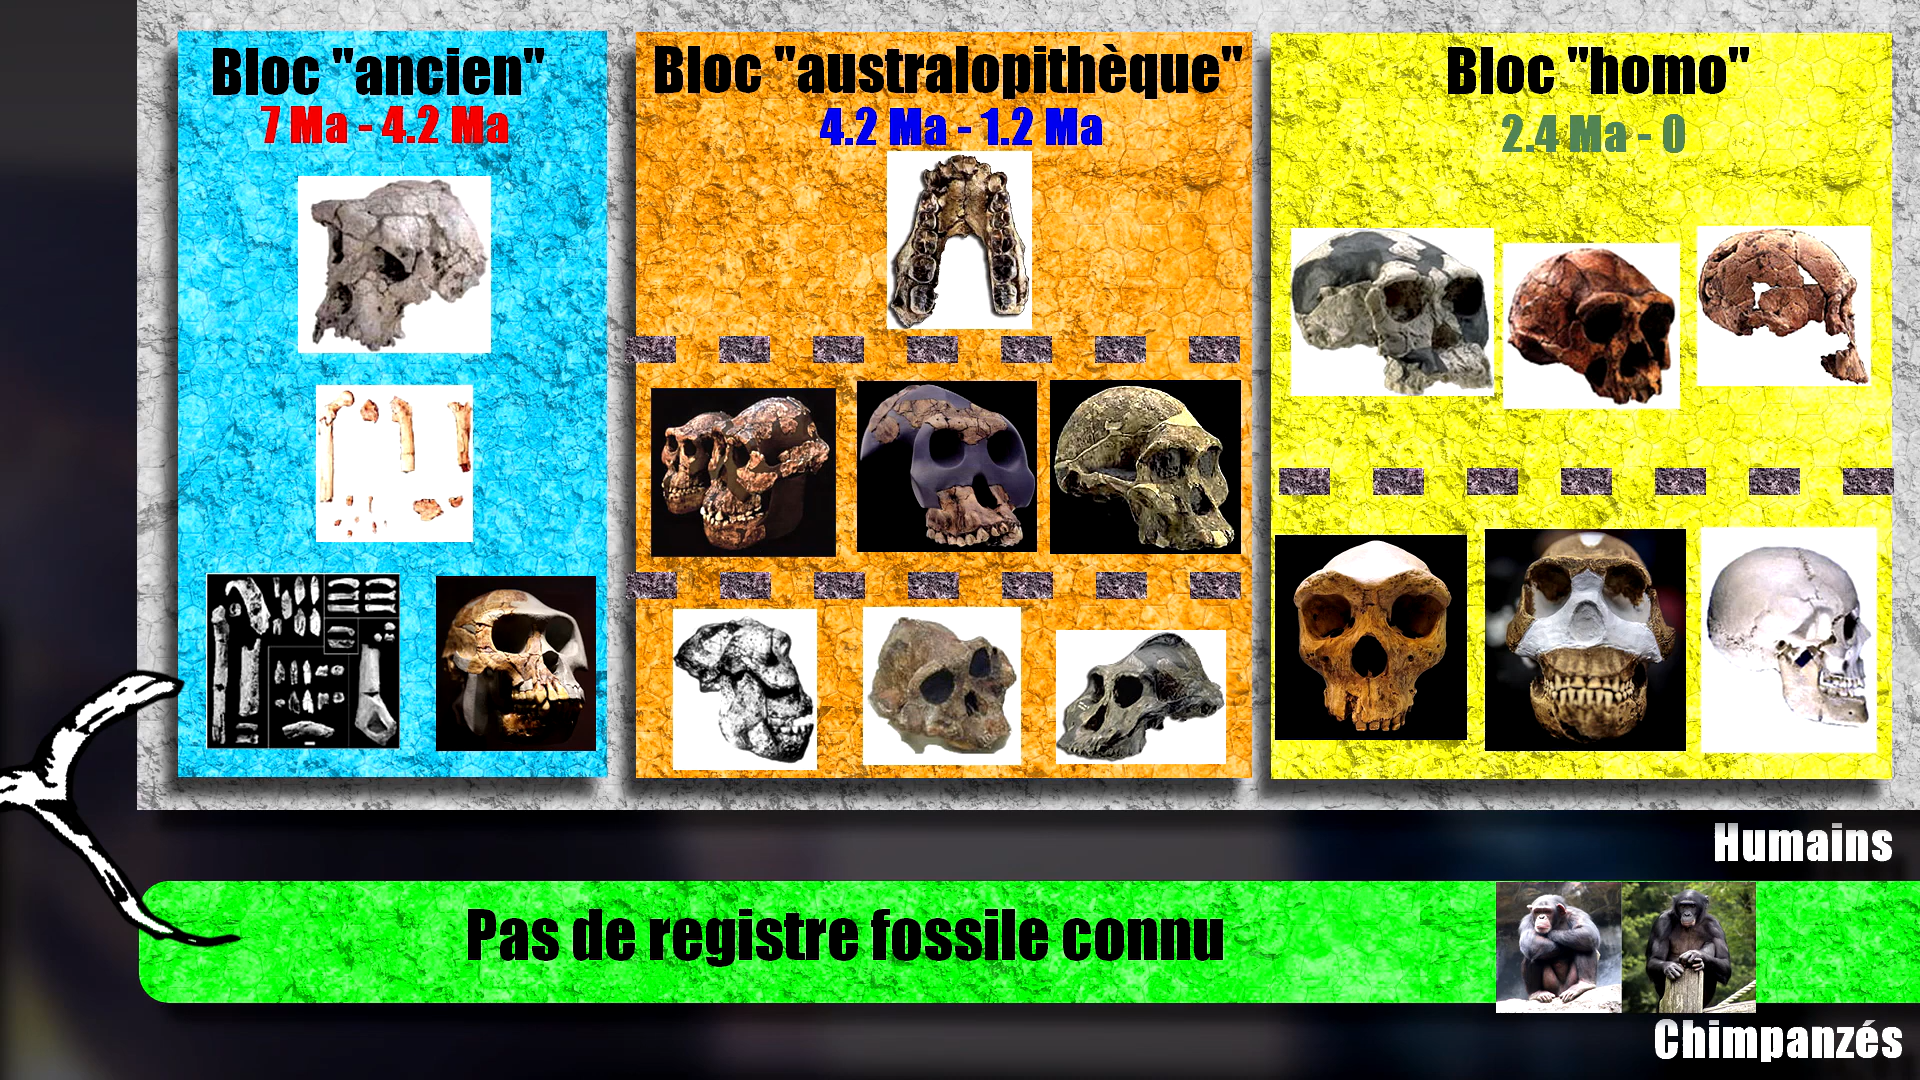 Bloc "ancien"
7 Ma - 4.2 Ma
Bloc "australopithèque"
4.2 Ma - 1.2 Ma
Bloc "homo"
2.4 Ma - 0
Humains
Pas de registre fossile connu
Chimpanzés